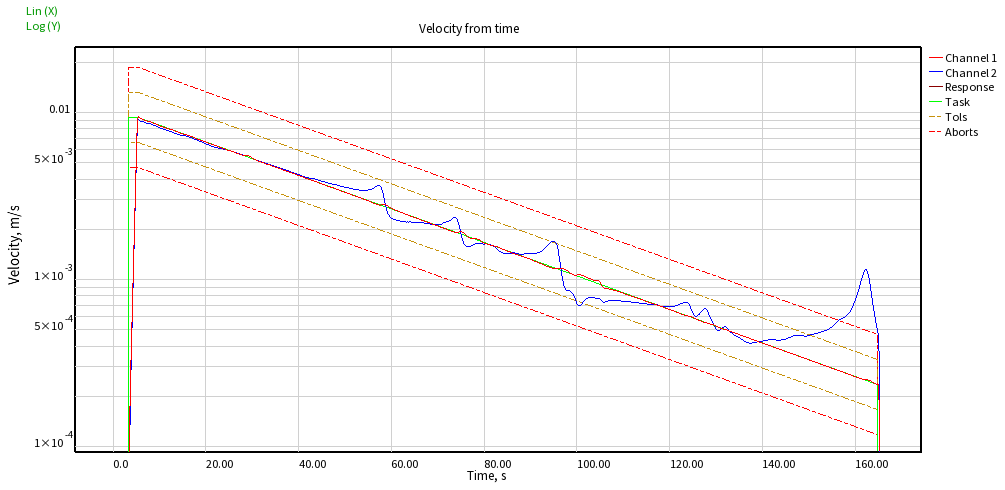 Lin (X)
Log (Y)
Velocity from time
Channel 1
Channel 2
Response
Task
Tols
Aborts
0.01
5×10⁻³
1×10⁻³
5×10⁻⁴
1×10⁻⁴
Velocity, m/s
0.0 20.00 40.00 60.00 80.00 100.00 120.00 140.00 160.00
Time, s